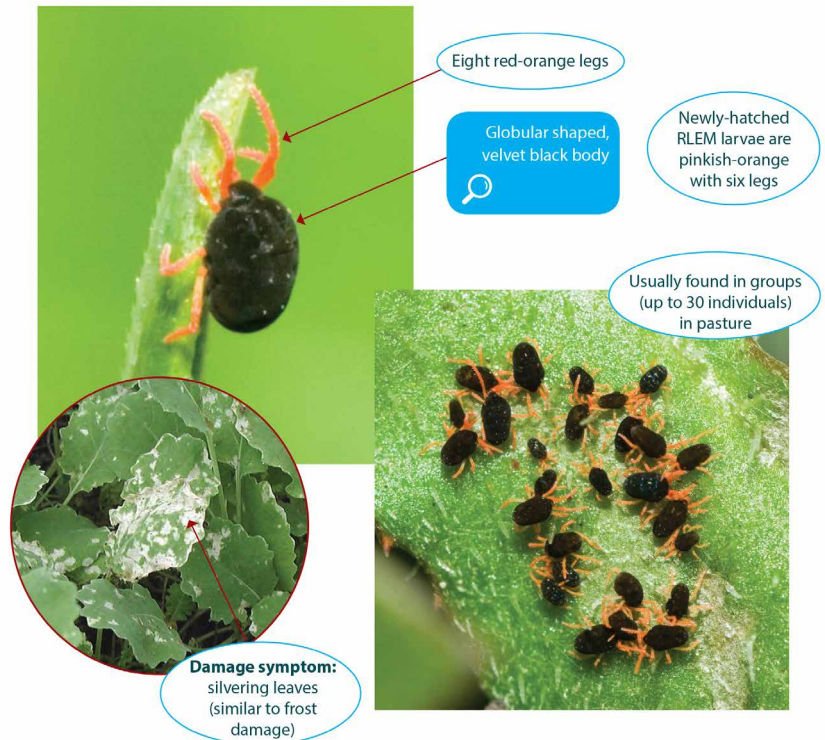 Eight red-orange legs
Globular shaped,
velvet black body
Newly-hatched
RLEM larvae are
pinkish-orange
with six legs
Usually found in groups
(up to 30 individuals)
in pasture
Damage symptom:
silvering leaves
(similar to frost
damage)